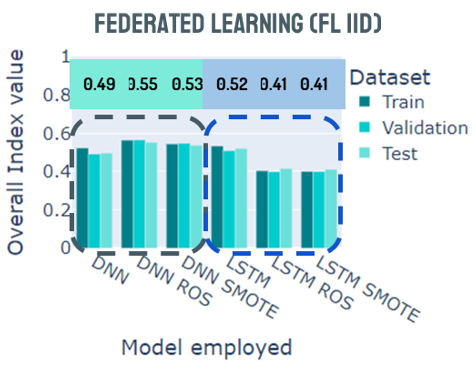 FEDERATED LEARNING (FL IID)
Overall Index value
1
0.8
0.6
0.4
0.2
0
0.49 0.55 0.53 0.52 0.41 0.41
Dataset
Train
Validation
Test
DNN
DNN ROS
DNN SMOTE
LSTM
LSTM ROS
LSTM SMOTE
Model employed